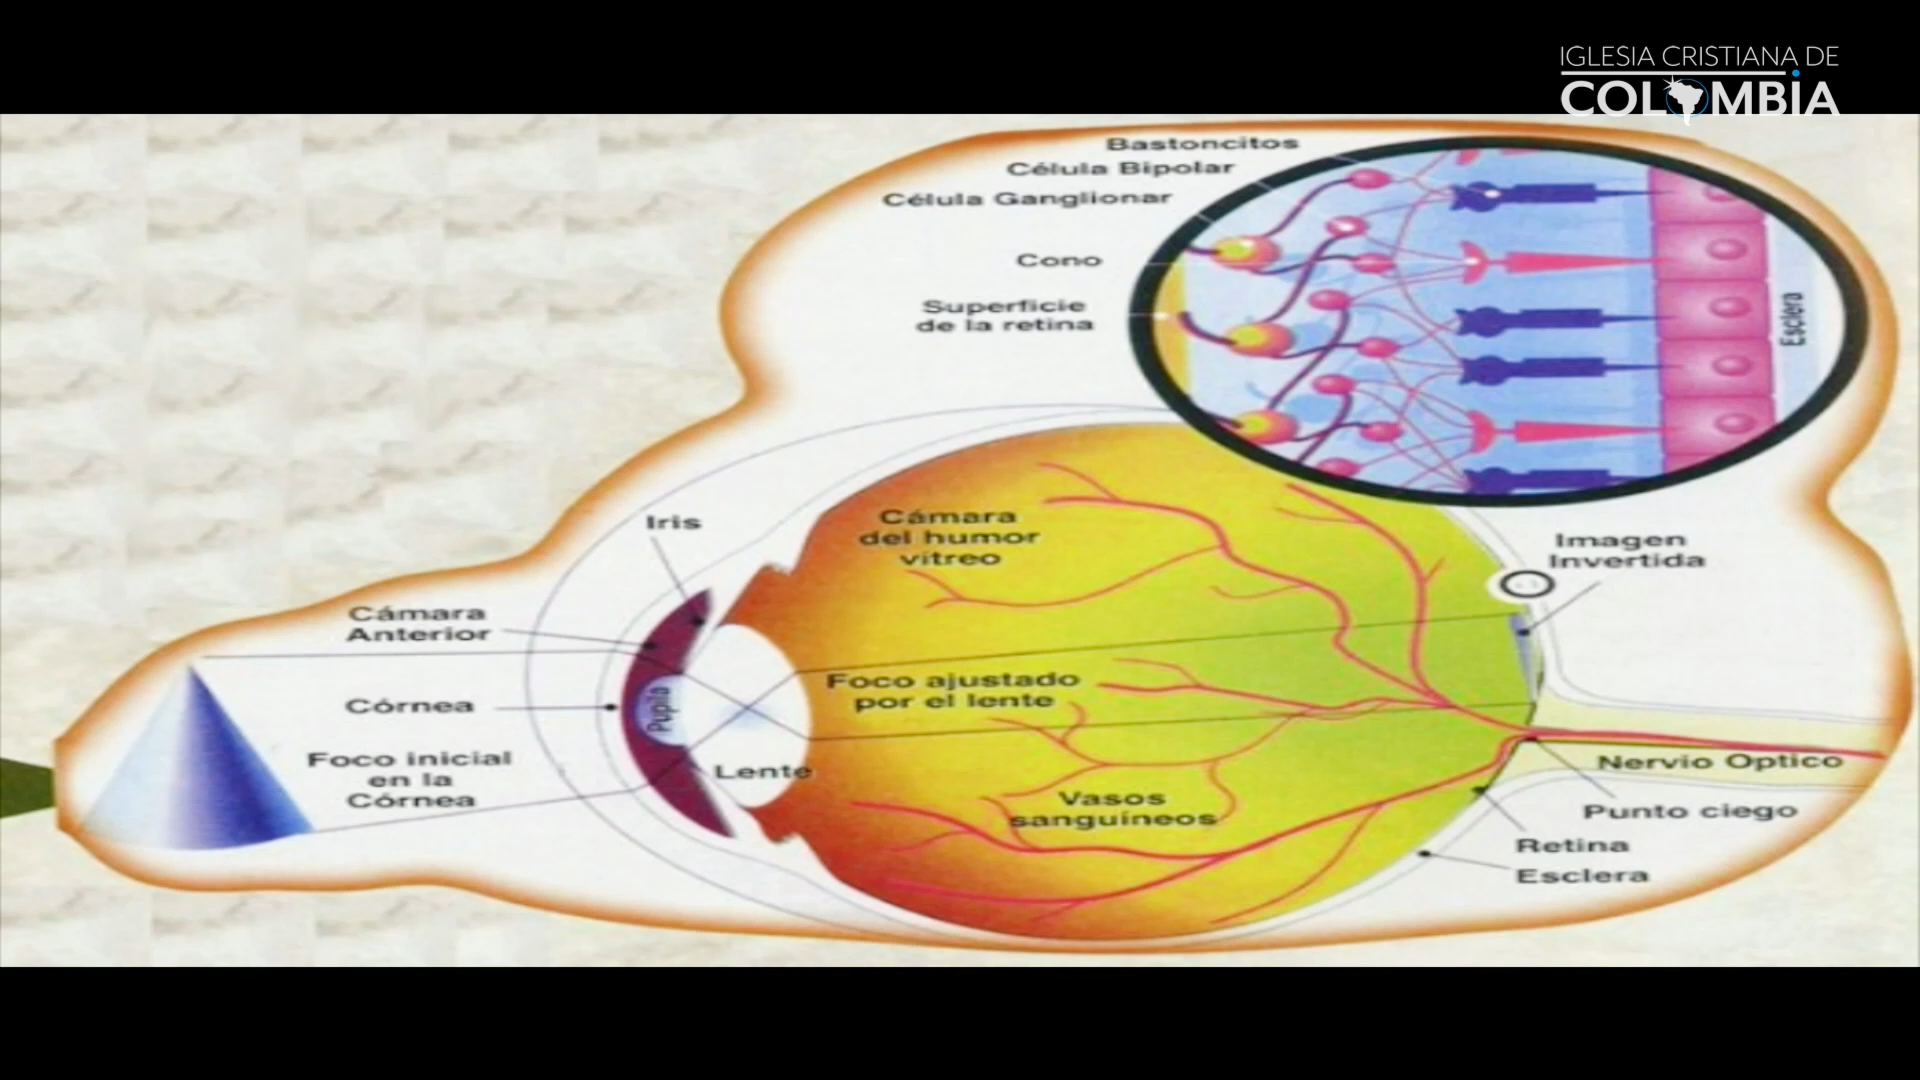 IGLESIA CRISTIANA DE
COLOMBIA
Bastoncitos
Célula Bipolar
Célula Ganglionar
Cono
Superficie
de la retina
Esclera
Iris
Cámara
del humor
vítreo
Imagen
Invertida
Cámara
Anterior
Córnea
Pupila
Foco ajustado
por el lente
Foco inicial
en la
Córnea
Lente
Vasos
sanguíneos
Nervio Optico
Punto ciego
Retina
Esclera